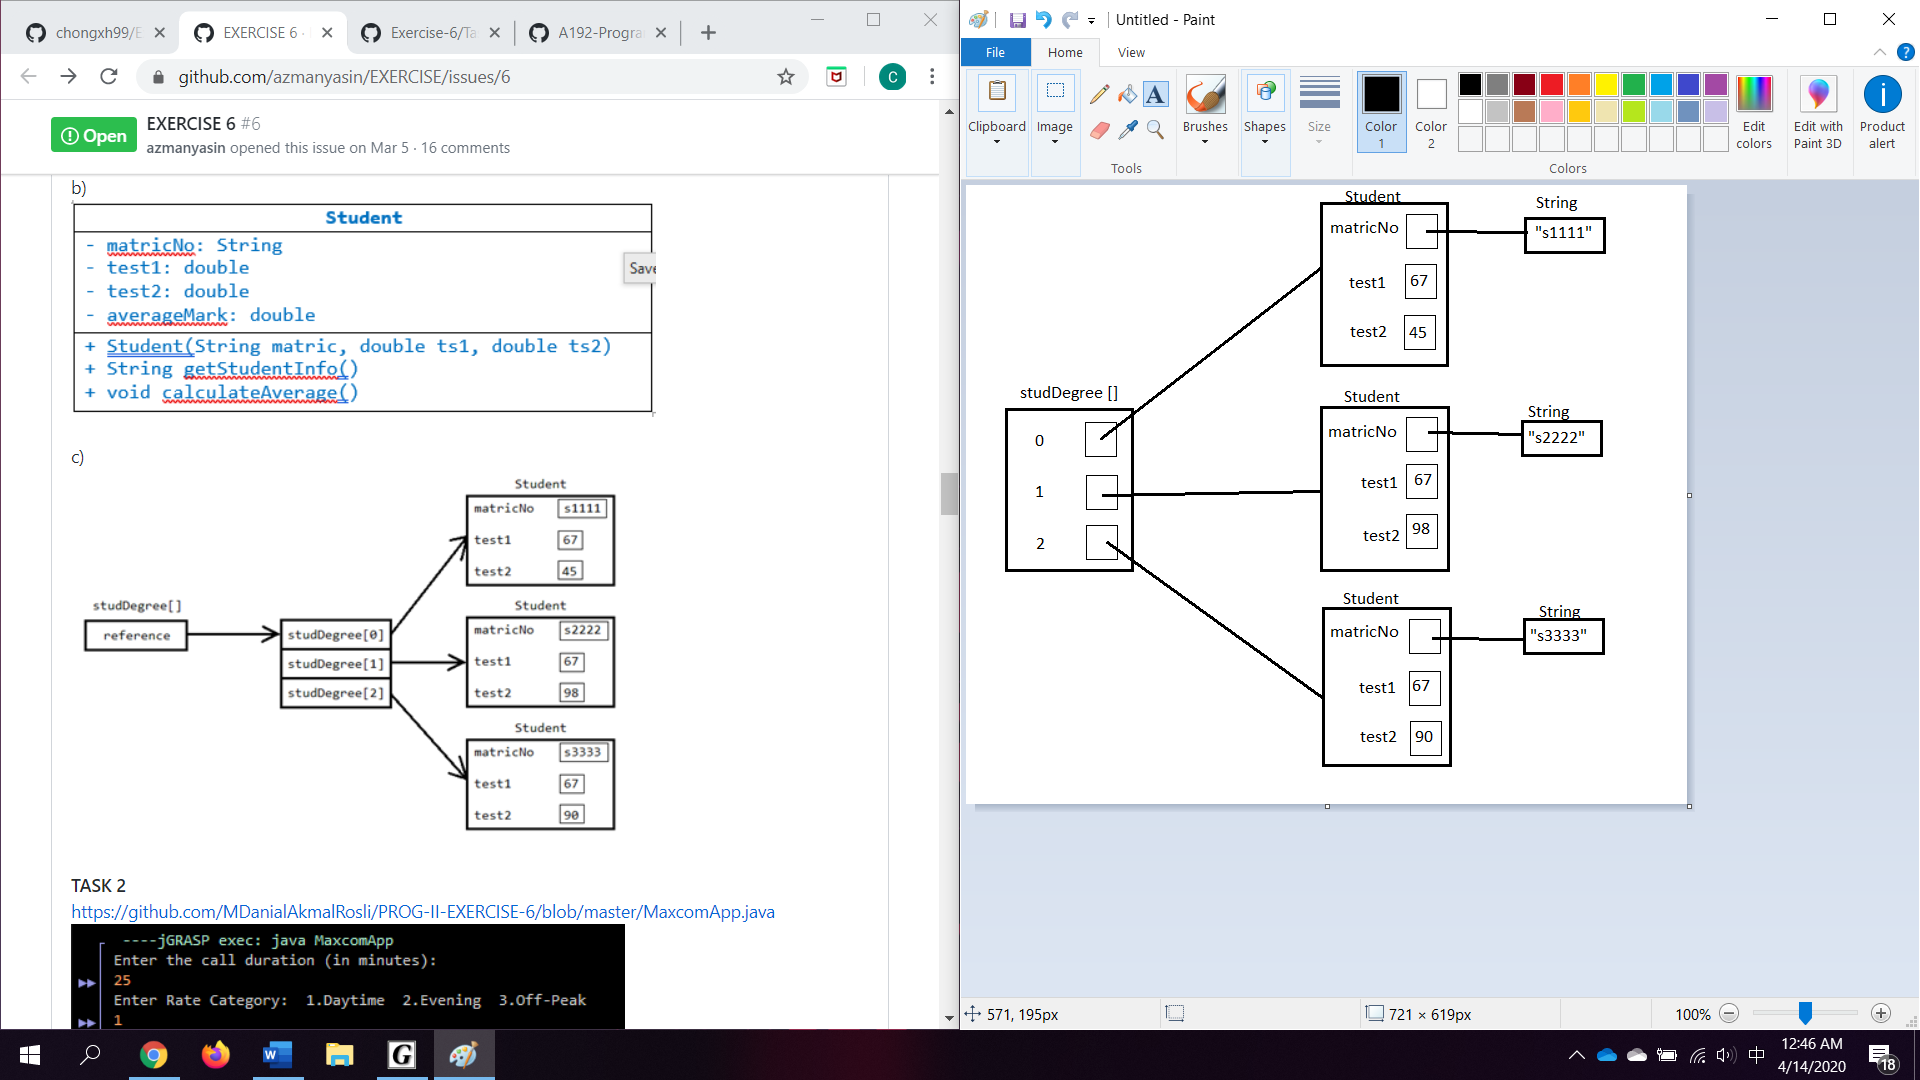 chongxh99/E
EXERCISE 6 ·
Exercise-6/Ta
A192-Progra
github.com/azmanyasin/EXERCISE/issues/6
C
Open
EXERCISE 6 #6
azmanyasin opened this issue on Mar 5 · 16 comments
b)
Student
- matricNo: String
- test1: double
- test2: double
- averageMark: double
+ Student(String matric, double ts1, double ts2)
+ String getStudentInfo()
+ void calculateAverage()
Save
c)
Student
matricNo s1111
test1 67
test2 45
studDegree[]
reference
studDegree[0]
studDegree[1]
studDegree[2]
Student
matricNo s2222
test1 67
test2 98
Student
matricNo s3333
test1 67
test2 90
TASK 2
https://github.com/MDanialAkmalRosli/PROG-II-EXERCISE-6/blob/master/MaxcomApp.java
----jGRASP exec: java MaxcomApp
Enter the call duration (in minutes):
25
Enter Rate Category: 1.Daytime 2.Evening 3.Off-Peak
1
Untitled - Paint
File Home View
Clipboard
Image
A
Tools
Brushes
Shapes
Size
Color 1
Color 2
Edit colors
Colors
Edit with Paint 3D
Product alert
Student
matricNo
test1 67
test2 45
String
"s1111"
studDegree []
0
1
2
Student
matricNo
test1 67
test2 98
String
"s2222"
Student
matricNo
test1 67
test2 90
String
"s3333"
571, 195px
721 × 619px
100%
W
G
中
12:46 AM
4/14/2020
18